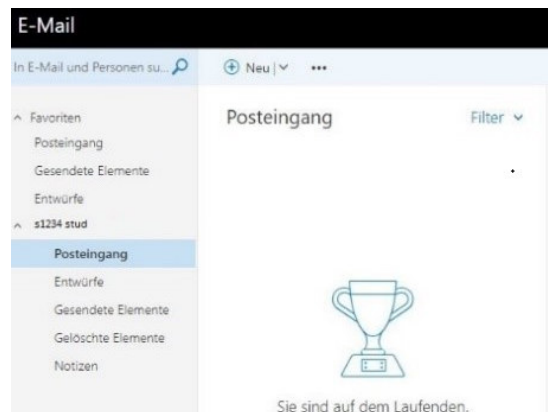 E-Mail
In E-Mail und Personen su...
Neu
Favoriten
Posteingang
Gesendete Elemente
Entwürfe
s1234 stud
Posteingang
Entwürfe
Gesendete Elemente
Gelöschte Elemente
Notizen
Posteingang
Filter
Sie sind auf dem Laufenden.